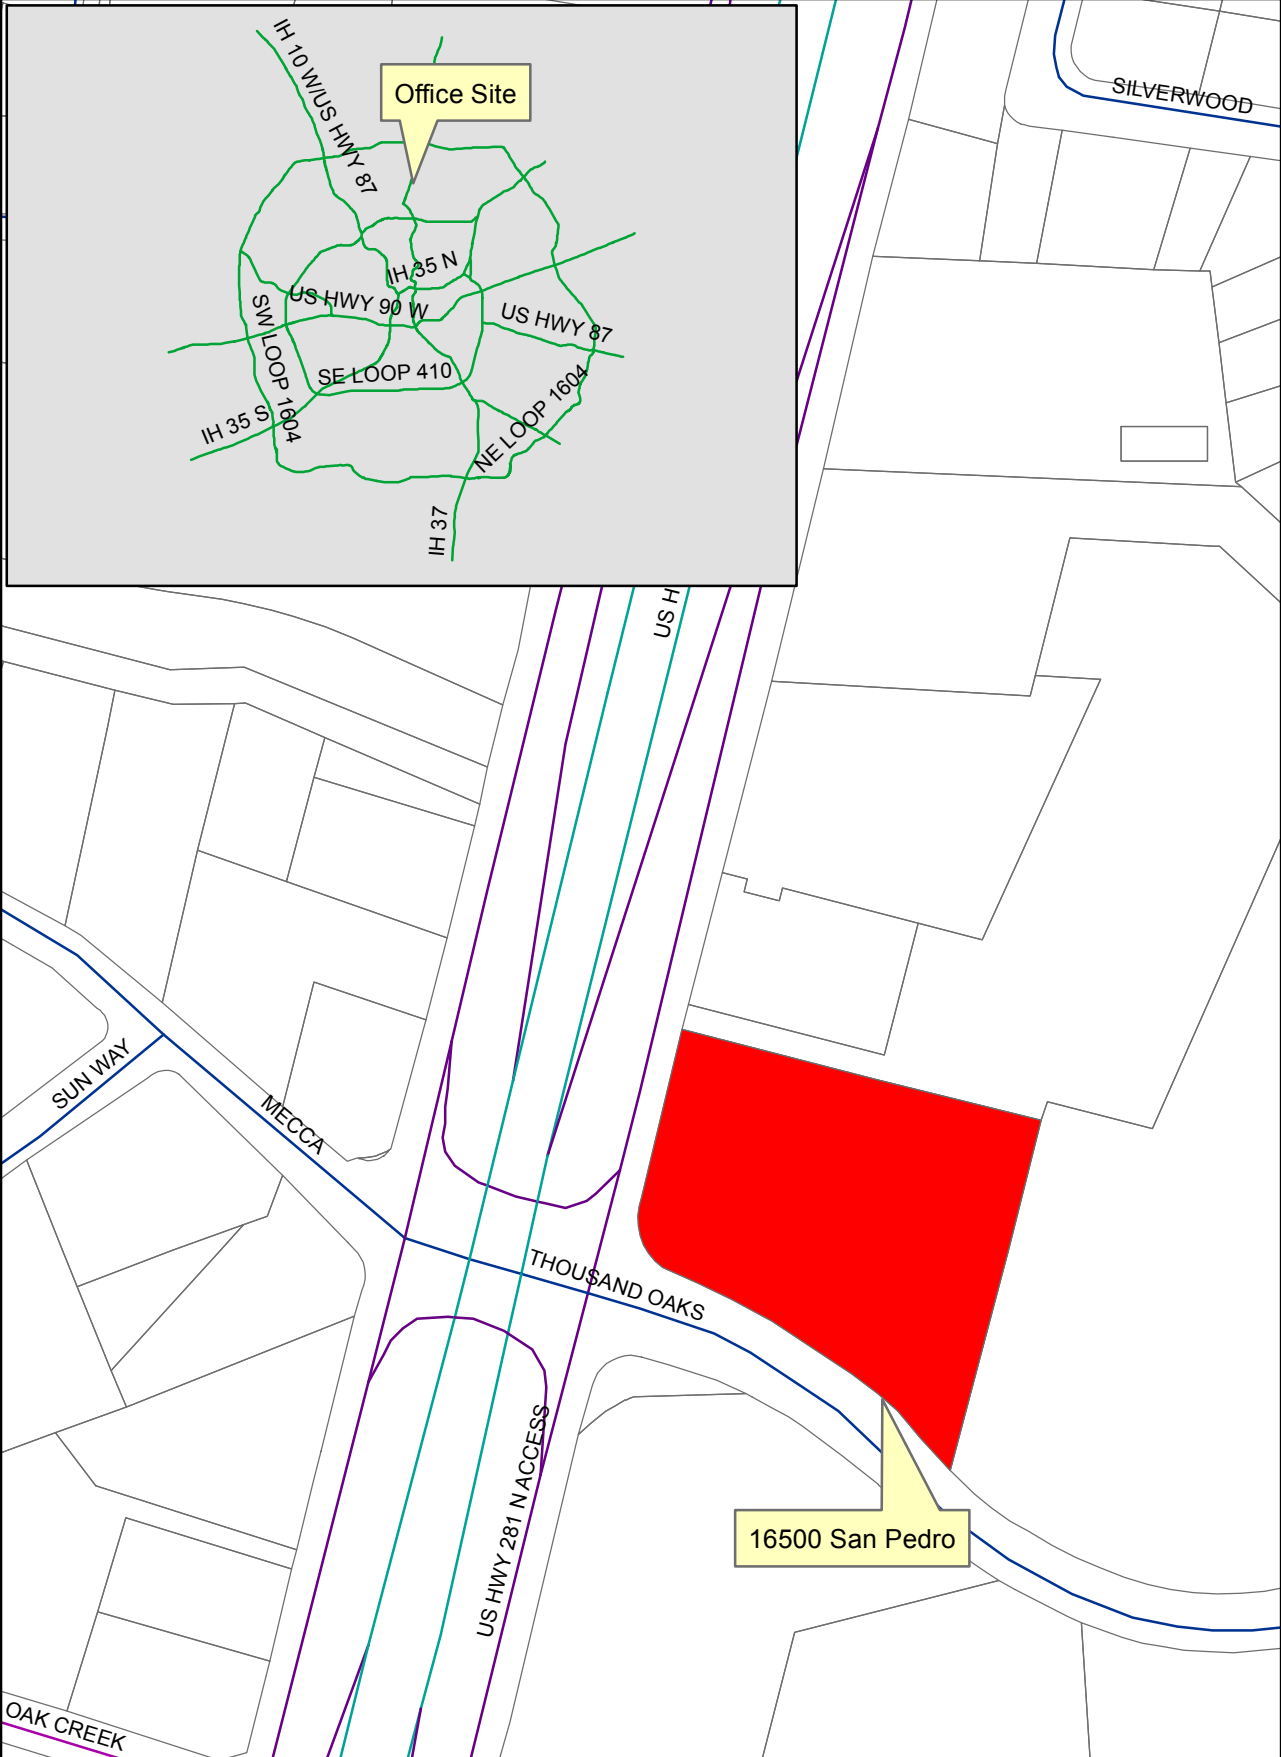 IH 10 W/US HWY 87
Office Site
IH 35 N
US HWY 90 W
US HWY 87
SW LOOP 1604
SE LOOP 410
NE LOOP 1604
IH 35 S
IH 37
SILVERWOOD
US H
SUN WAY
MECCA
THOUSAND OAKS
US HWY 281 N ACCESS
16500 San Pedro
OAK CREEK